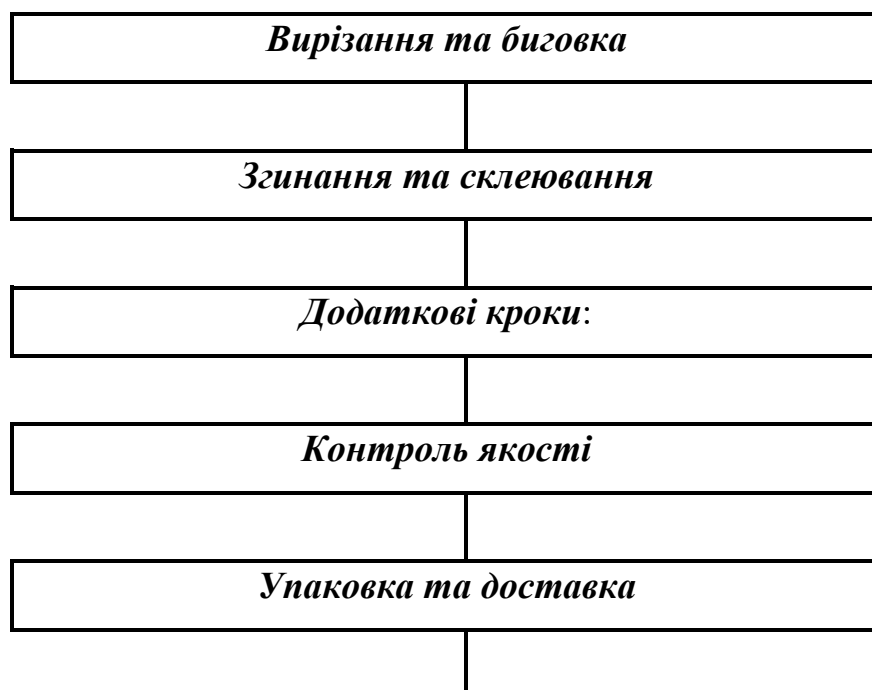 Вирізання та биговка
Згинання та склеювання
Додаткові кроки:
Контроль якості
Упаковка та доставка